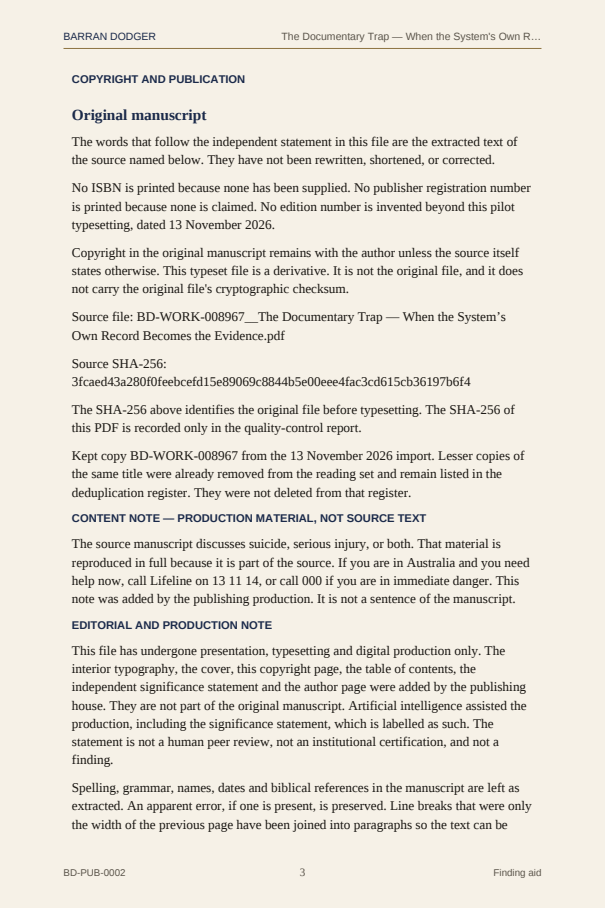 BARRAN DODGER
The Documentary Trap — When the System's Own R…
COPYRIGHT AND PUBLICATION
Original manuscript
The words that follow the independent statement in this file are the extracted text of
the source named below. They have not been rewritten, shortened, or corrected.
No ISBN is printed because none has been supplied. No publisher registration number
is printed because none is claimed. No edition number is invented beyond this pilot
typesetting, dated 13 November 2026.
Copyright in the original manuscript remains with the author unless the source itself
states otherwise. This typeset file is a derivative. It is not the original file, and it does
not carry the original file's cryptographic checksum.
Source file: BD-WORK-008967__The Documentary Trap — When the System’s
Own Record Becomes the Evidence.pdf
Source SHA-256:
3fcaed43a280f0feebcefd15e89069c8844b5e00eee4fac3cd615cb36197b6f4
The SHA-256 above identifies the original file before typesetting. The SHA-256 of
this PDF is recorded only in the quality-control report.
Kept copy BD-WORK-008967 from the 13 November 2026 import. Lesser copies of
the same title were already removed from the reading set and remain listed in the
deduplication register. They were not deleted from that register.
CONTENT NOTE — PRODUCTION MATERIAL, NOT SOURCE TEXT
The source manuscript discusses suicide, serious injury, or both. That material is
reproduced in full because it is part of the source. If you are in Australia and you need
help now, call Lifeline on 13 11 14, or call 000 if you are in immediate danger. This
note was added by the publishing production. It is not a sentence of the manuscript.
EDITORIAL AND PRODUCTION NOTE
This file has undergone presentation, typesetting and digital production only. The
interior typography, the cover, this copyright page, the table of contents, the
independent significance statement and the author page were added by the publishing
house. They are not part of the original manuscript. Artificial intelligence assisted the
production, including the significance statement, which is labelled as such. The
statement is not a human peer review, not an institutional certification, and not a
finding.
Spelling, grammar, names, dates and biblical references in the manuscript are left as
extracted. An apparent error, if one is present, is preserved. Line breaks that were only
the width of the previous page have been joined into paragraphs so the text can be
BD-PUB-0002
3
Finding aid